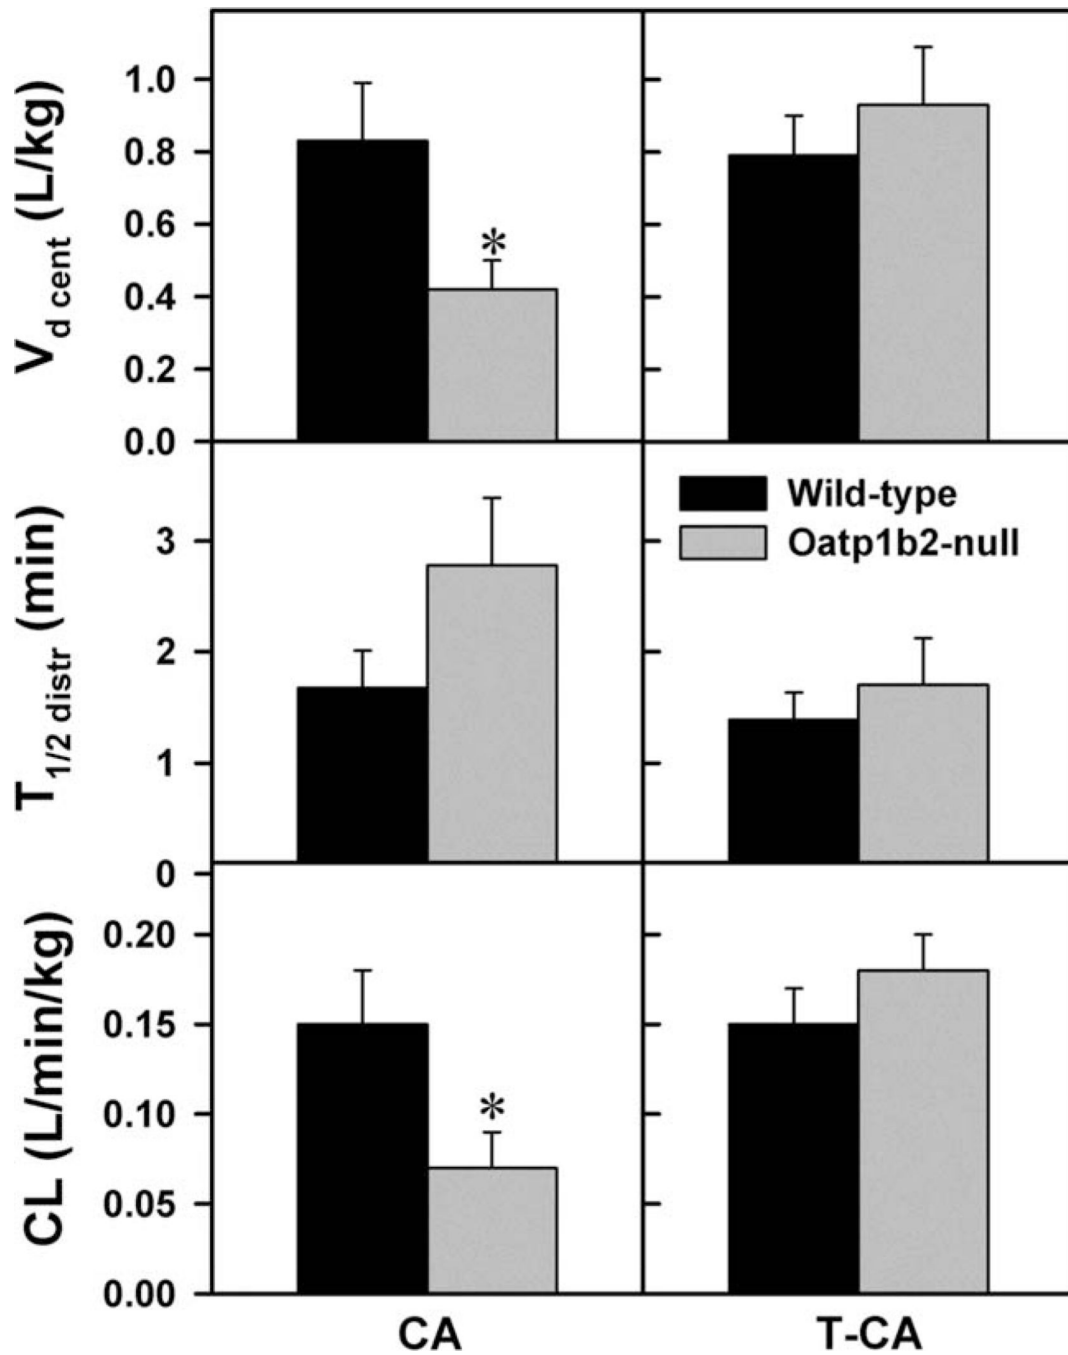 V d cent (L/kg)
1.0
0.8
0.6
0.4
0.2
0.0
*
T 1/2 distr (min)
3
2
1
0
Wild-type
Oatp1b2-null
CL (L/min/kg)
0.20
0.15
0.10
0.05
0.00
*
CA T-CA